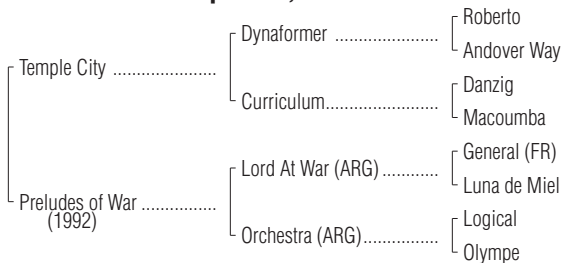 Roberto
Dynaformer ....................
Andover Way
Temple City ....................
Danzig
Curriculum.......................
Macoumba
General (FR)
Lord At War (ARG) ............
Luna de Miel
Preludes of War ...............
(1992)
Logical
Orchestra (ARG)...............
Olympe